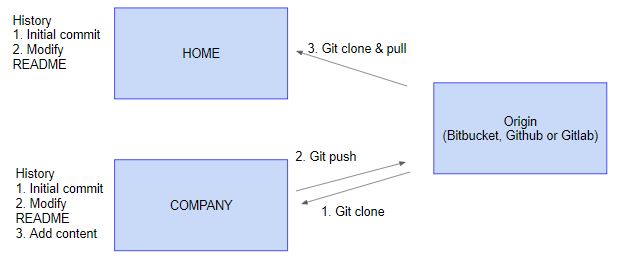 History
1. Initial commit
2. Modify
README
HOME
3. Git clone & pull
Origin
(Bitbucket, Github or Gitlab)
2. Git push
History
1. Initial commit
2. Modify
README
3. Add content
COMPANY
1. Git clone